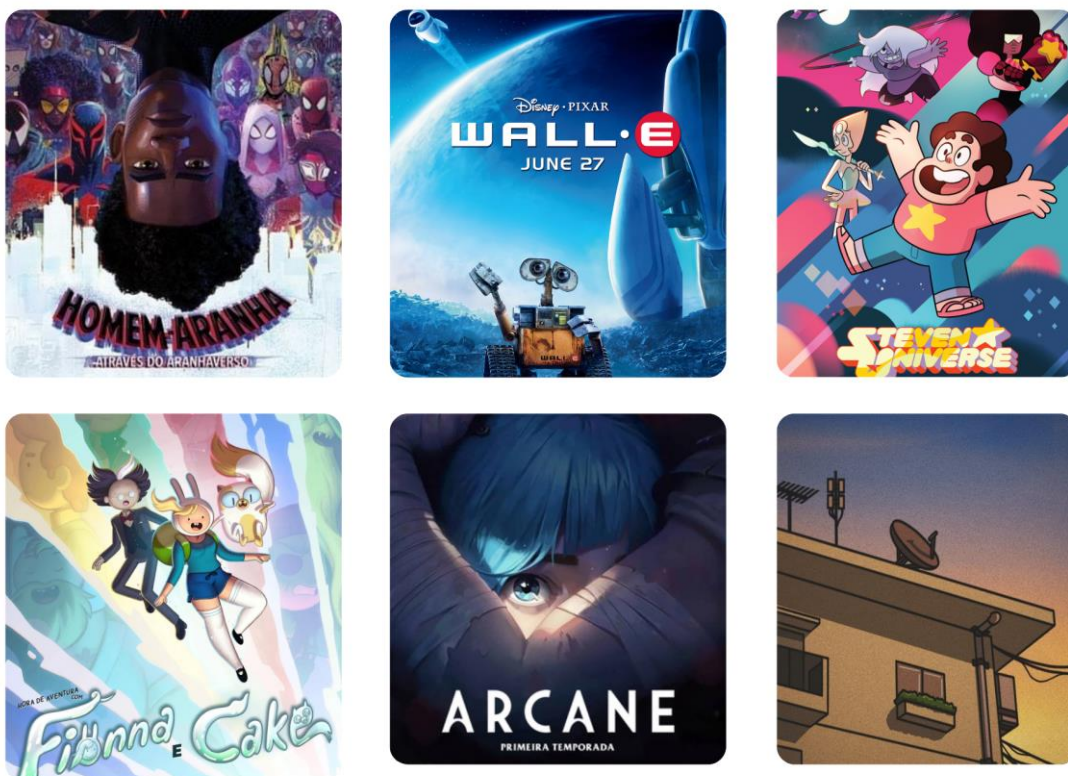 HOMEM-ARANHA
ATRAVÉS DO ARANHAVERSO
Disney · PIXAR
WALL·E
JUNE 27
WALL·E
STEVEN
UNIVERSE
HORA DE AVENTURA
COM
Fionna
E Cake
ARCANE
PRIMEIRA TEMPORADA